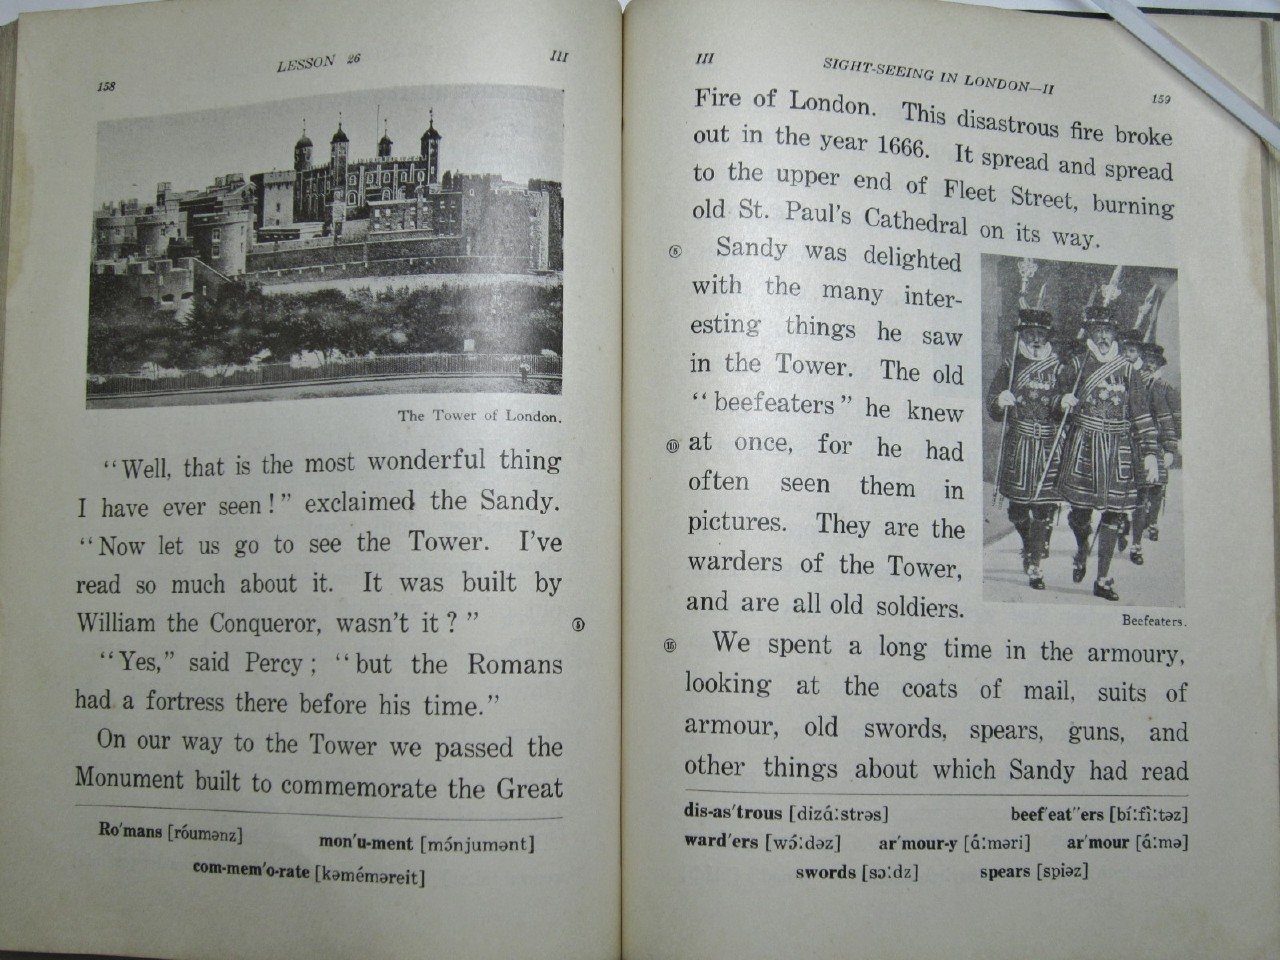 158
LESSON 26
III
The Tower of London.
“Well, that is the most wonderful thing
I have ever seen!” exclaimed the Sandy.
“Now let us go to see the Tower. I've
read so much about it. It was built by
William the Conqueror, wasn't it?” ⑤
“Yes,” said Percy; “but the Romans
had a fortress there before his time.”
On our way to the Tower we passed the
Monument built to commemorate the Great
Ro′mans [róumənz] mon′u-ment [mɔ́njumənt]
com-mem′o-rate [kəméməreit]
III
SIGHT-SEEING IN LONDON—II
159
Fire of London. This disastrous fire broke
out in the year 1666. It spread and spread
to the upper end of Fleet Street, burning
old St. Paul's Cathedral on its way.
⑤ Sandy was delighted
with the many inter-
esting things he saw
in the Tower. The old
“beefeaters” he knew
⑩ at once, for he had
often seen them in
pictures. They are the
warders of the Tower,
and are all old soldiers.
Beefeaters.
⑮ We spent a long time in the armoury,
looking at the coats of mail, suits of
armour, old swords, spears, guns, and
other things about which Sandy had read
dis-as′trous [dizá:strəs] beef′eat″ers [bí:fì:təz]
ward′ers [wɔ́:dəz] ar′mour-y [á:məri] ar′mour [á:mə]
swords [sɔ:dz] spears [spiəz]